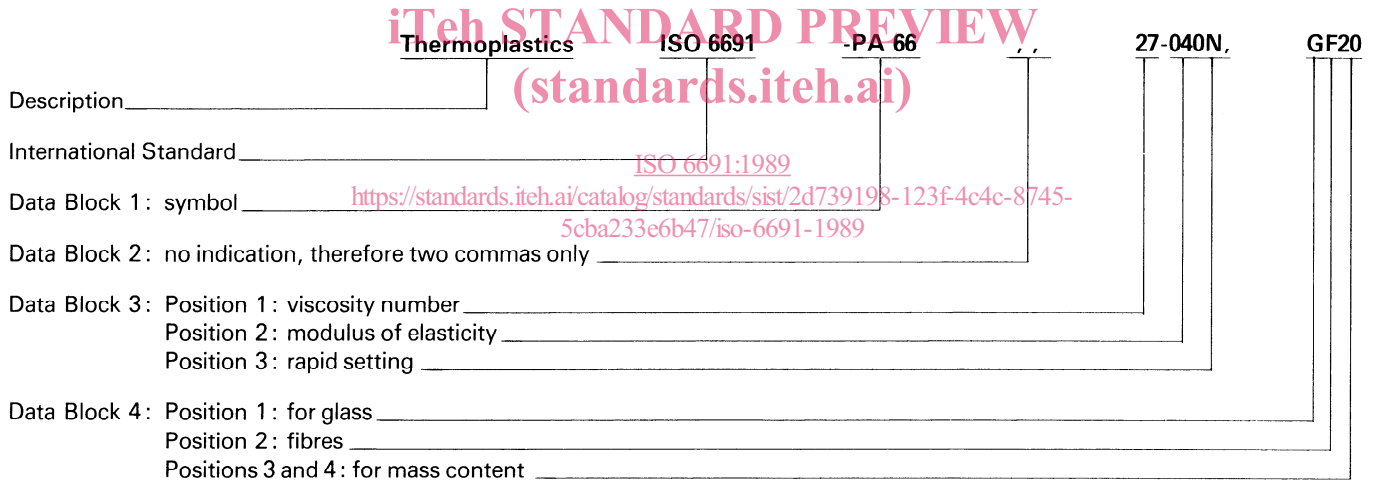 iTeh STANDARD PREVIEW
Thermoplastics ISO 6691 -PA 66 , , 27-040N, GF20
(standards.iteh.ai)
Description
International Standard
ISO 6691:1989
Data Block 1: symbol
https://standards.iteh.ai/catalog/standards/sist/2d739198-123f-4c4c-8745-
5cba233e6b47/iso-6691-1989
Data Block 2: no indication, therefore two commas only
Data Block 3: Position 1: viscosity number
Position 2: modulus of elasticity
Position 3: rapid setting
Data Block 4: Position 1: for glass
Position 2: fibres
Positions 3 and 4: for mass content